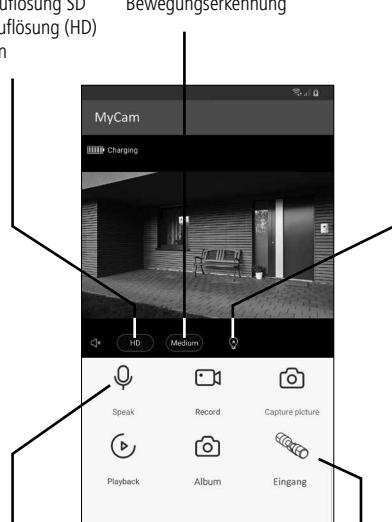 uflösung SD
uflösung (HD)
n
Bewegungserkennung
MyCam
Charging
HD
Medium
Speak
Record
Capture picture
Playback
Album
Eingang